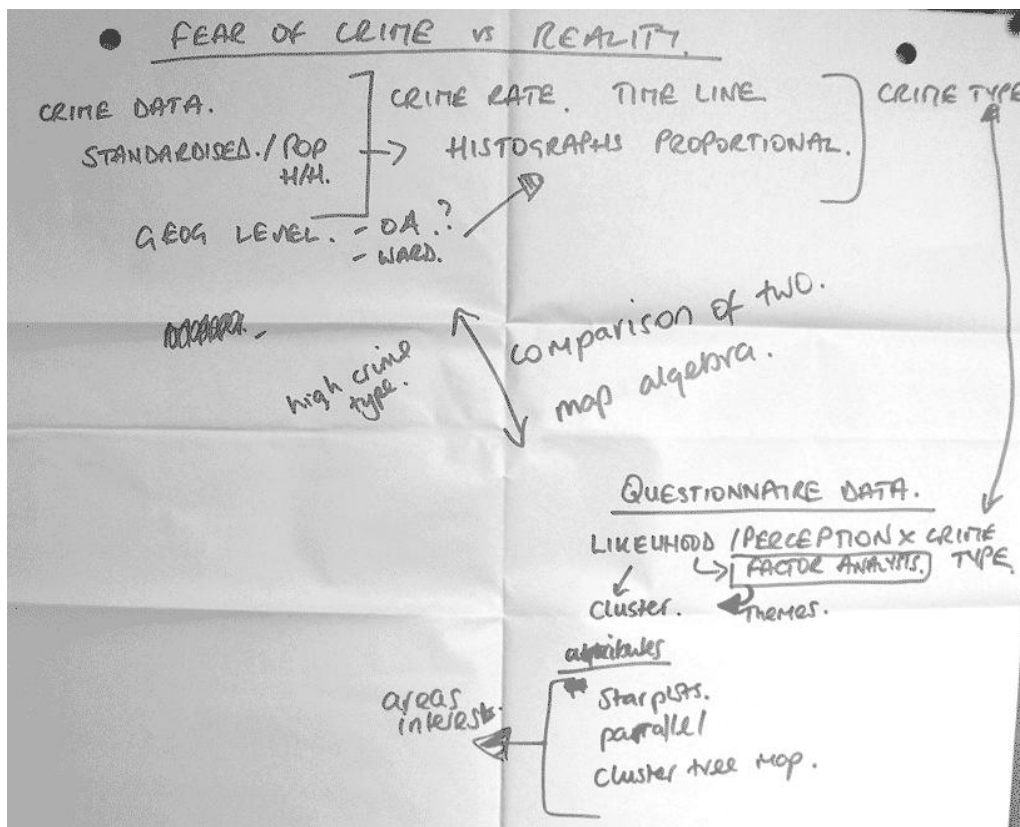 FEAR OF CRIME vs REALITY.
CRIME DATA.
STANDARDISED. / POP
H/H.
GEOG LEVEL. - OA.?
- WARD.
CRIME RATE. TIME LINE
HISTOGRAPHS PROPORTIONAL.
CRIME TYPE
high crime
type.
comparison of two.
map algebra.
QUESTIONNAIRE DATA.
LIKELIHOOD / PERCEPTION x CRIME
TYPE
FACTOR ANALYSIS.
Cluster.
Themes.
attributes
starplots.
parrallel
cluster tree map.
areas
interest.